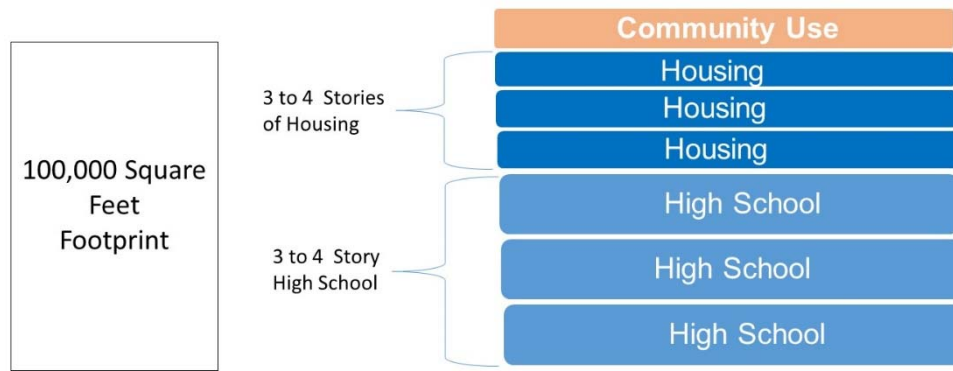 100,000 Square
Feet
Footprint
3 to 4 Stories
of Housing
3 to 4 Story
High School
Community Use
Housing
Housing
Housing
High School
High School
High School